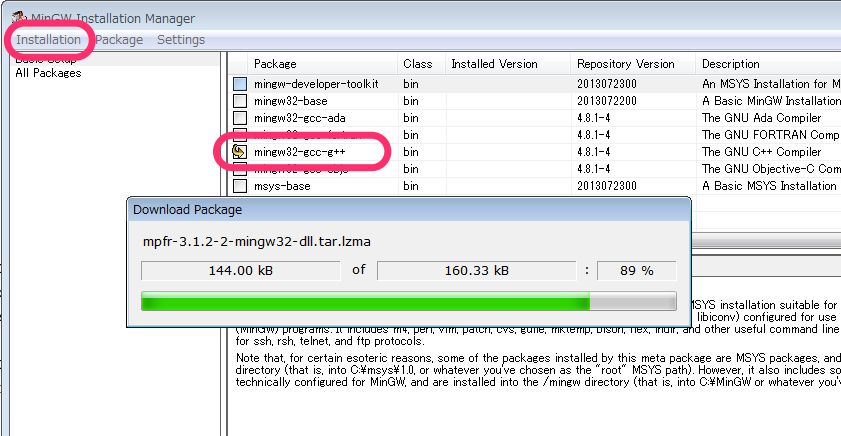 MinGW Installation Manager
Installation Package Settings
Basic Setup
All Packages
Package Class Installed Version Repository Version Description
mingw-developer-toolkit bin 2013072300 An MSYS Installation for M
mingw32-base bin 2013072200 A Basic MinGW Installation
mingw32-gcc-ada bin 4.8.1-4 The GNU Ada Compiler
mingw32-gcc-fortran bin 4.8.1-4 The GNU FORTRAN Comp
mingw32-gcc-g++ bin 4.8.1-4 The GNU C++ Compiler
mingw32-gcc-objc bin 4.8.1-4 The GNU Objective-C Comp
msys-base bin 2013072300 A Basic MSYS Installation
Download Package
mpfr-3.1.2-2-mingw32-dll.tar.lzma
144.00 kB of 160.33 kB : 89 %
MSYS installation suitable for
libiconv) configured for use
(MinGW) programs. It includes m4, perl, vim, patch, cvs, guile, mktemp, bison, flex, indir, and other useful command line
for ssh, rsh, telnet, and ftp protocols.
Note that, for certain esoteric reasons, some of the packages installed by this meta package are MSYS packages, and
directory (that is, into C:¥msys¥1.0, or whatever you've chosen as the "root" MSYS path). However, it also includes so
technically configured for MinGW, and are installed into the /mingw directory (that is, into C:¥MinGW or whatever you'v